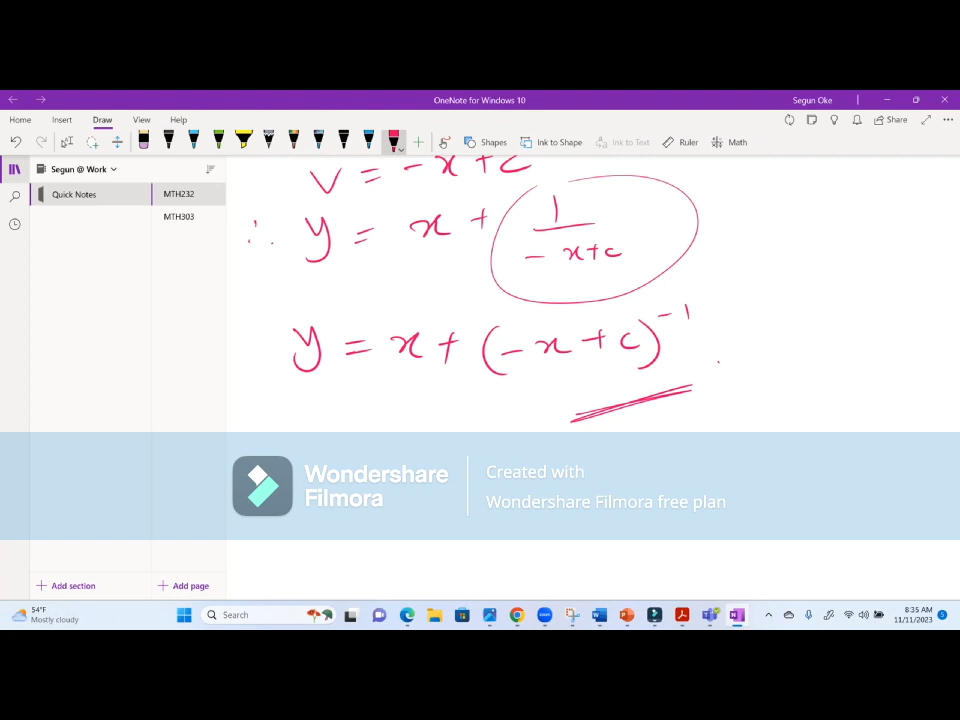 OneNote for Windows 10
Segun Oke
Home Insert Draw View Help
Share
Shapes Ink to Shape Ink to Text Ruler Math
Segun @ Work
Quick Notes
MTH232
MTH303
v = - x + c
∴ y = x + 1/(- x + c)
y = x + (- x + c)^-1
Wondershare
Filmora
Created with
Wondershare Filmora free plan
+ Add section
+ Add page
54°F
Mostly cloudy
Search
8:35 AM
11/11/2023
5